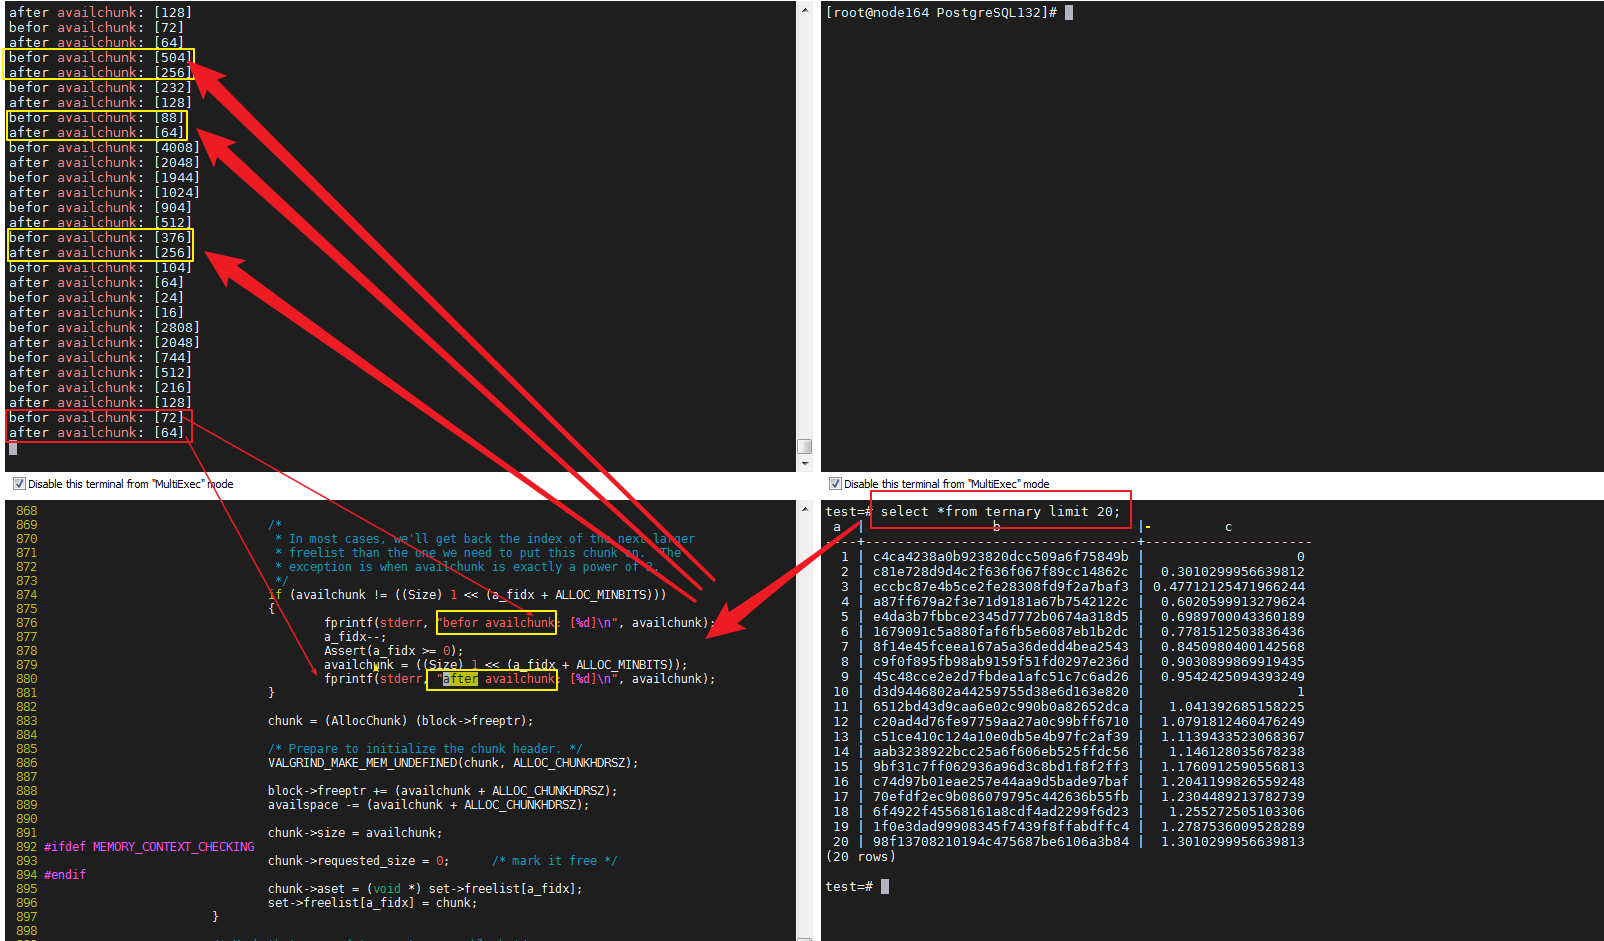 after availchunk: [128]
befor availchunk: [72]
after availchunk: [64]
befor availchunk: [504]
after availchunk: [256]
befor availchunk: [232]
after availchunk: [128]
befor availchunk: [88]
after availchunk: [64]
befor availchunk: [4008]
after availchunk: [2048]
befor availchunk: [1944]
after availchunk: [1024]
befor availchunk: [904]
after availchunk: [512]
befor availchunk: [376]
after availchunk: [256]
befor availchunk: [104]
after availchunk: [64]
befor availchunk: [24]
after availchunk: [16]
befor availchunk: [2808]
after availchunk: [2048]
befor availchunk: [744]
after availchunk: [512]
befor availchunk: [216]
after availchunk: [128]
befor availchunk: [72]
after availchunk: [64]
[root@node164 PostgreSQL132]#
Disable this terminal from "MultiExec" mode
Disable this terminal from "MultiExec" mode
868
869 /*
870 * In most cases, we'll get back the index of the next larger
871 * freelist than the one we need to put this chunk on. The
872 * exception is when availchunk is exactly a power of 2.
873 */
874 if (availchunk != ((Size) 1 << (a_fidx + ALLOC_MINBITS)))
875 {
876 fprintf(stderr, "befor availchunk: [%d]\n", availchunk);
877 a_fidx--;
878 Assert(a_fidx >= 0);
879 availchunk = ((Size) 1 << (a_fidx + ALLOC_MINBITS));
880 fprintf(stderr, "after availchunk: [%d]\n", availchunk);
881 }
882
883 chunk = (AllocChunk) (block->freeptr);
884
885 /* Prepare to initialize the chunk header. */
886 VALGRIND_MAKE_MEM_UNDEFINED(chunk, ALLOC_CHUNKHDRSZ);
887
888 block->freeptr += (availchunk + ALLOC_CHUNKHDRSZ);
889 availspace -= (availchunk + ALLOC_CHUNKHDRSZ);
890
891 chunk->size = availchunk;
892 #ifdef MEMORY_CONTEXT_CHECKING
893 chunk->requested_size = 0; /* mark it free */
894 #endif
895 chunk->aset = (void *) set->freelist[a_fidx];
896 set->freelist[a_fidx] = chunk;
897 }
898
test=# select *from ternary limit 20;
a | b |- c
----+----------------------------------+---------------------
1 | c4ca4238a0b923820dcc509a6f75849b | 0
2 | c81e728d9d4c2f636f067f89cc14862c | 0.3010299956639812
3 | eccbc87e4b5ce2fe28308fd9f2a7baf3 | 0.47712125471966244
4 | a87ff679a2f3e71d9181a67b7542122c | 0.6020599913279624
5 | e4da3b7fbbce2345d7772b0674a318d5 | 0.6989700043360189
6 | 1679091c5a880faf6fb5e6087eb1b2dc | 0.7781512503836436
7 | 8f14e45fceea167a5a36dedd4bea2543 | 0.8450980400142568
8 | c9f0f895fb98ab9159f51fd0297e236d | 0.9030899869919435
9 | 45c48cce2e2d7fbdea1afc51c7c6ad26 | 0.9542425094393249
10 | d3d9446802a44259755d38e6d163e820 | 1
11 | 6512bd43d9caa6e02c990b0a82652dca | 1.041392685158225
12 | c20ad4d76fe97759aa27a0c99bff6710 | 1.0791812460476249
13 | c51ce410c124a10e0db5e4b97fc2af39 | 1.1139433523068367
14 | aab3238922bcc25a6f606eb525ffdc56 | 1.146128035678238
15 | 9bf31c7ff062936a96d3c8bd1f8f2ff3 | 1.1760912590556813
16 | c74d97b01eae257e44aa9d5bade97baf | 1.2041199826559248
17 | 70efdf2ec9b086079795c442636b55fb | 1.2304489213782739
18 | 6f4922f45568161a8cdf4ad2299f6d23 | 1.255272505103306
19 | 1f0e3dad99908345f7439f8ffabdffc4 | 1.2787536009528289
20 | 98f13708210194c475687be6106a3b84 | 1.3010299956639813
(20 rows)
test=#